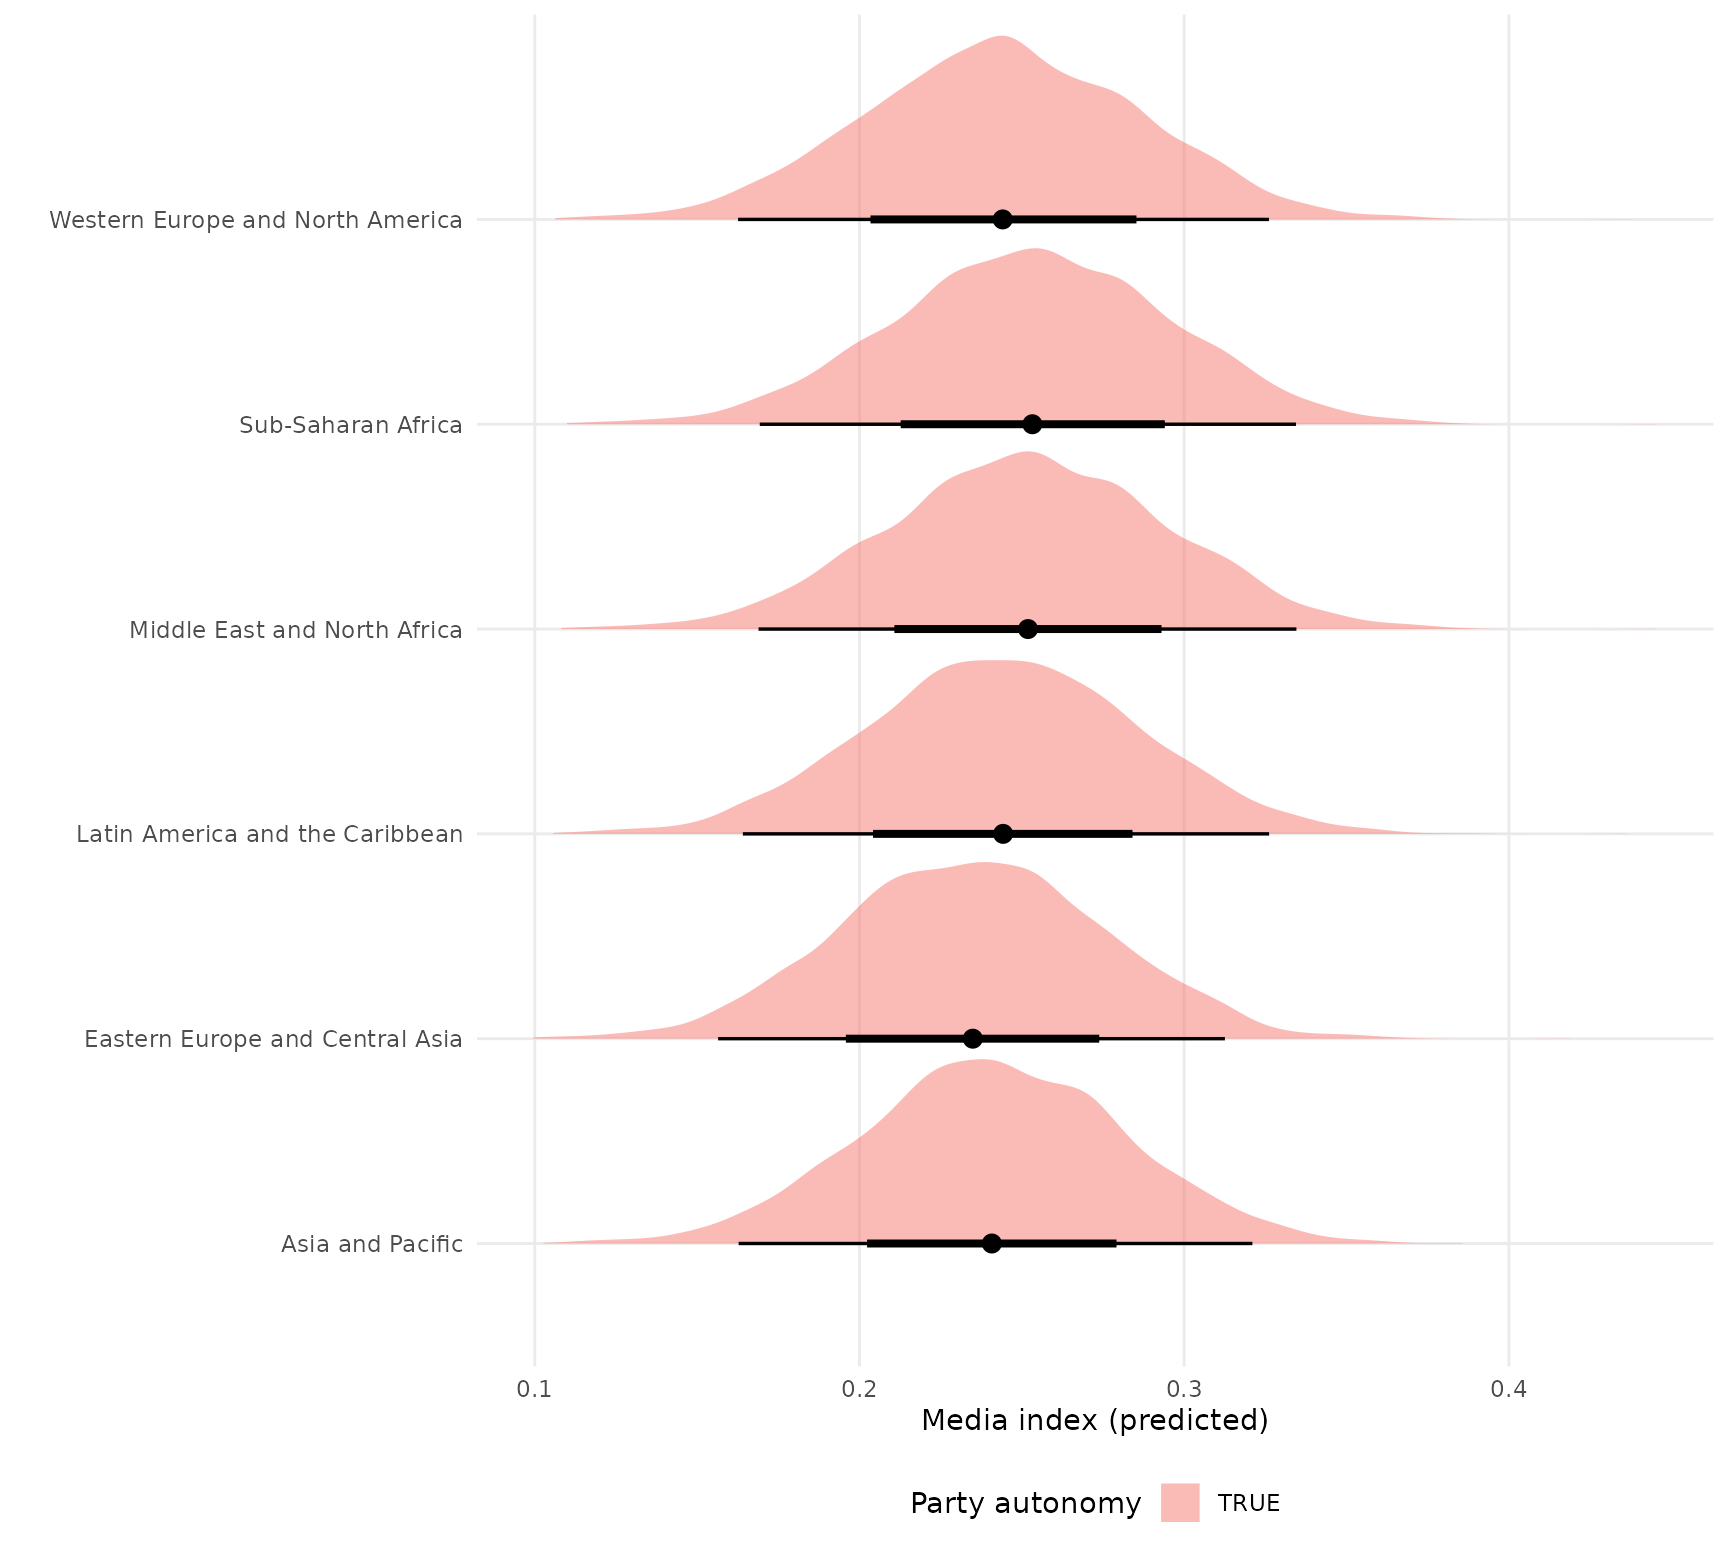 Western Europe and North America
Sub-Saharan Africa
Middle East and North Africa
Latin America and the Caribbean
Eastern Europe and Central Asia
Asia and Pacific
0.1 0.2 0.3 0.4
Media index (predicted)
Party autonomy TRUE